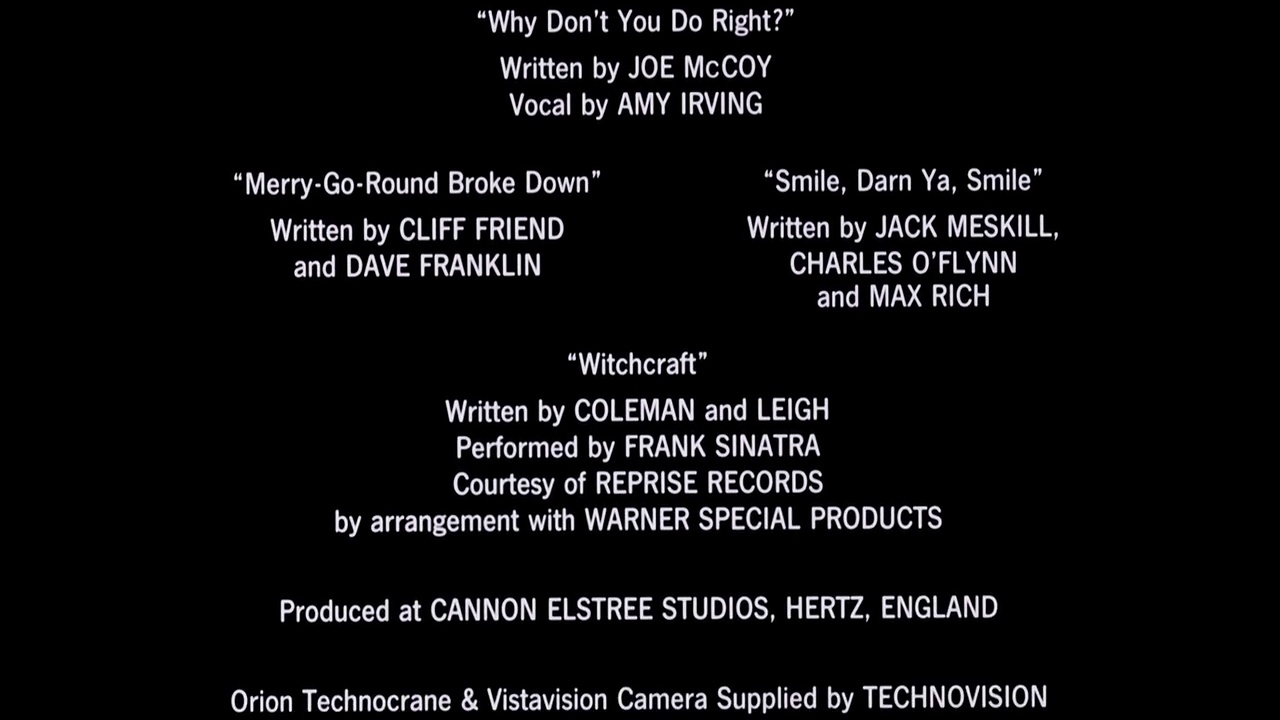 “Why Don’t You Do Right?”
Written by JOE McCOY
Vocal by AMY IRVING
“Merry-Go-Round Broke Down”
Written by CLIFF FRIEND
and DAVE FRANKLIN
“Smile, Darn Ya, Smile”
Written by JACK MESKILL,
CHARLES O’FLYNN
and MAX RICH
“Witchcraft”
Written by COLEMAN and LEIGH
Performed by FRANK SINATRA
Courtesy of REPRISE RECORDS
by arrangement with WARNER SPECIAL PRODUCTS
Produced at CANNON ELSTREE STUDIOS, HERTZ, ENGLAND
Orion Technocrane & Vistavision Camera Supplied by TECHNOVISION